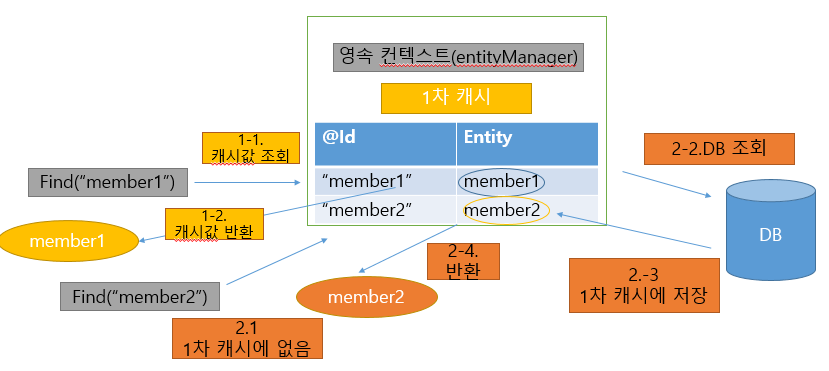 영속 컨텍스트(entityManager)
1차 캐시
@Id Entity
"member1" member1
"member2" member2
1-1.
캐시값 조회
Find("member1")
1-2.
캐시값 반환
member1
Find("member2")
2.1
1차 캐시에 없음
2-2.DB 조회
DB
2.-3
1차 캐시에 저장
2-4.
반환
member2